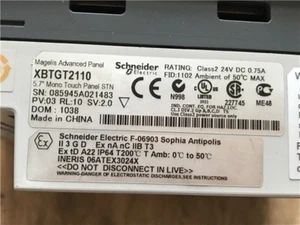 Magelis Advanced Panel
XBTGT2110
5.7" Mono Touch Panel STN
SN: 085945A021483
PV:03 RL:10 SV:2.0
DOM : 1038
Made in CHINA
Schneider Electric
RATING: Class2 24V DC 0.75A
FID:1102 Ambient of 50°C MAX
N998
227745
ME48
Schneider Electric F-06903 Sophia Antipolis
II 3 G D Ex nA nC IIB T3
Ex tD A22 IP64 T200°C T Amb: 0°C to 50°C
INERIS 06ATEX3024X
<<DO NOT DISCONNECT IN LIVE>>